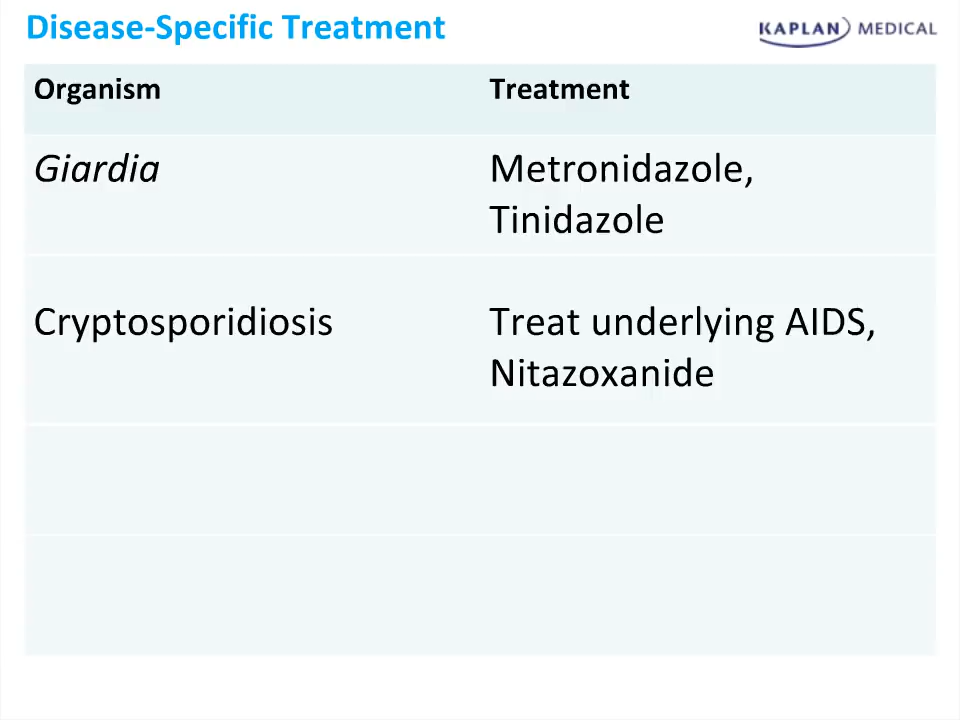 Disease-Specific Treatment
KAPLAN MEDICAL
Organism Treatment
Giardia Metronidazole,
Tinidazole
Cryptosporidiosis Treat underlying AIDS,
Nitazoxanide